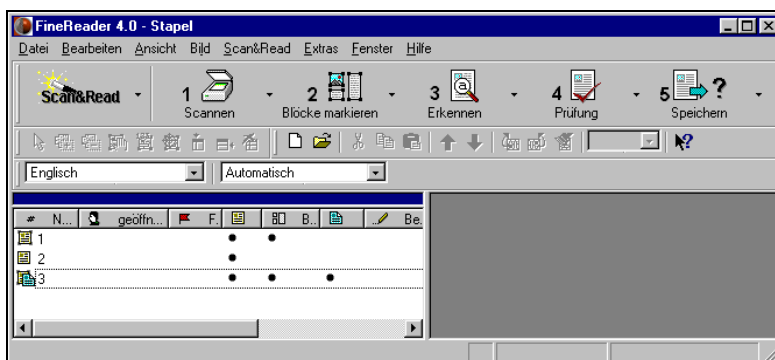 FineReader 4.0 - Stapel
Datei Bearbeiten Ansicht Bild Scan&Read Extras Fenster Hilfe
Scan&Read 1 2 3 4 5 ?
Scannen Blöcke markieren Erkennen Prüfung Speichern
Englisch Automatisch
# N... geöffn... F. B.. .. Be.
1
2
3